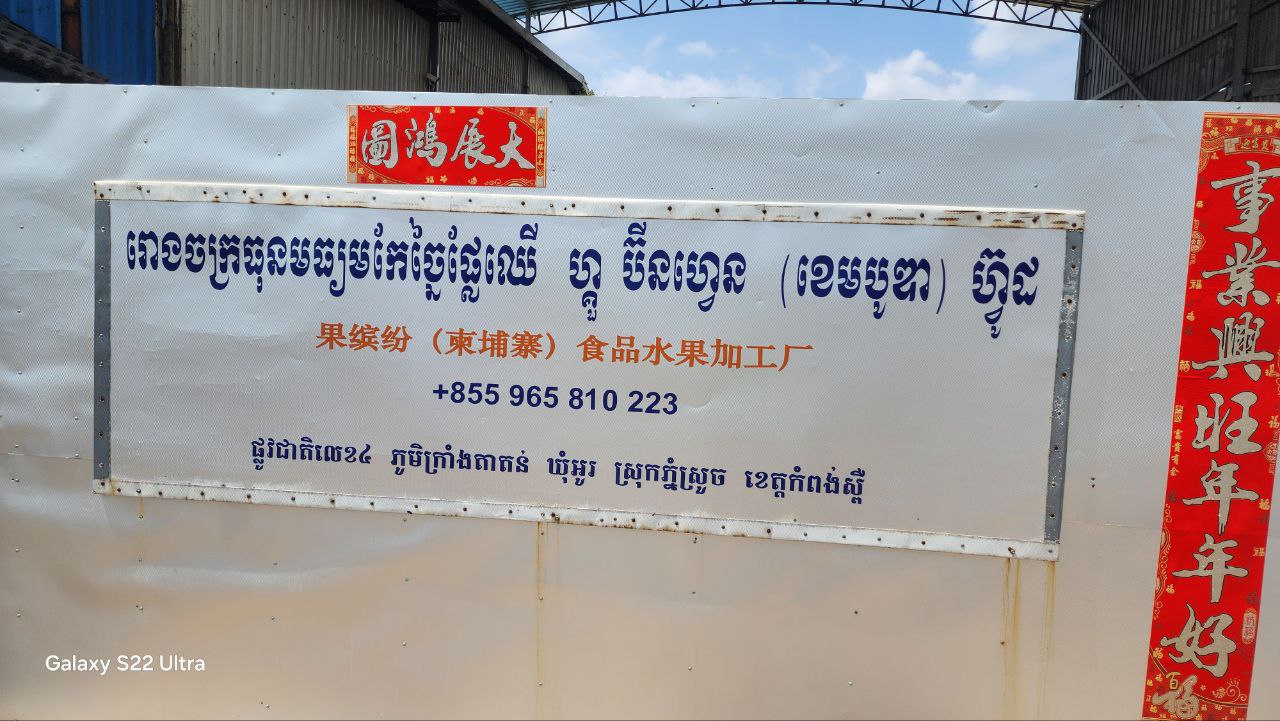 大展鴻圖
រោងចក្រធុនមធ្យមកែច្នៃផ្លែឈើ ហ្គួ ប៊ីនហ្វេន (ខេមបូឌា) ហ្វ៊ូដ
果缤纷（柬埔寨）食品水果加工厂
+855 965 810 223
ផ្លូវជាតិលេខ៤ ភូមិក្រាំងតាតន់ ឃុំអូរ ស្រុកភ្នំស្រួច ខេត្តកំពង់ស្ពឺ
事業興旺年年好
Galaxy S22 Ultra